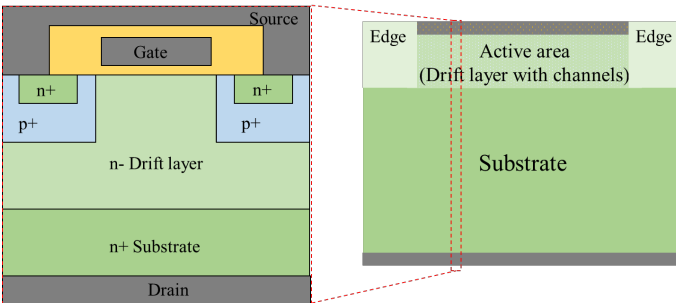 Source
Gate
n+
n+
p+
p+
n- Drift layer
n+ Substrate
Drain
Edge
Edge
Active area
(Drift layer with channels)
Substrate